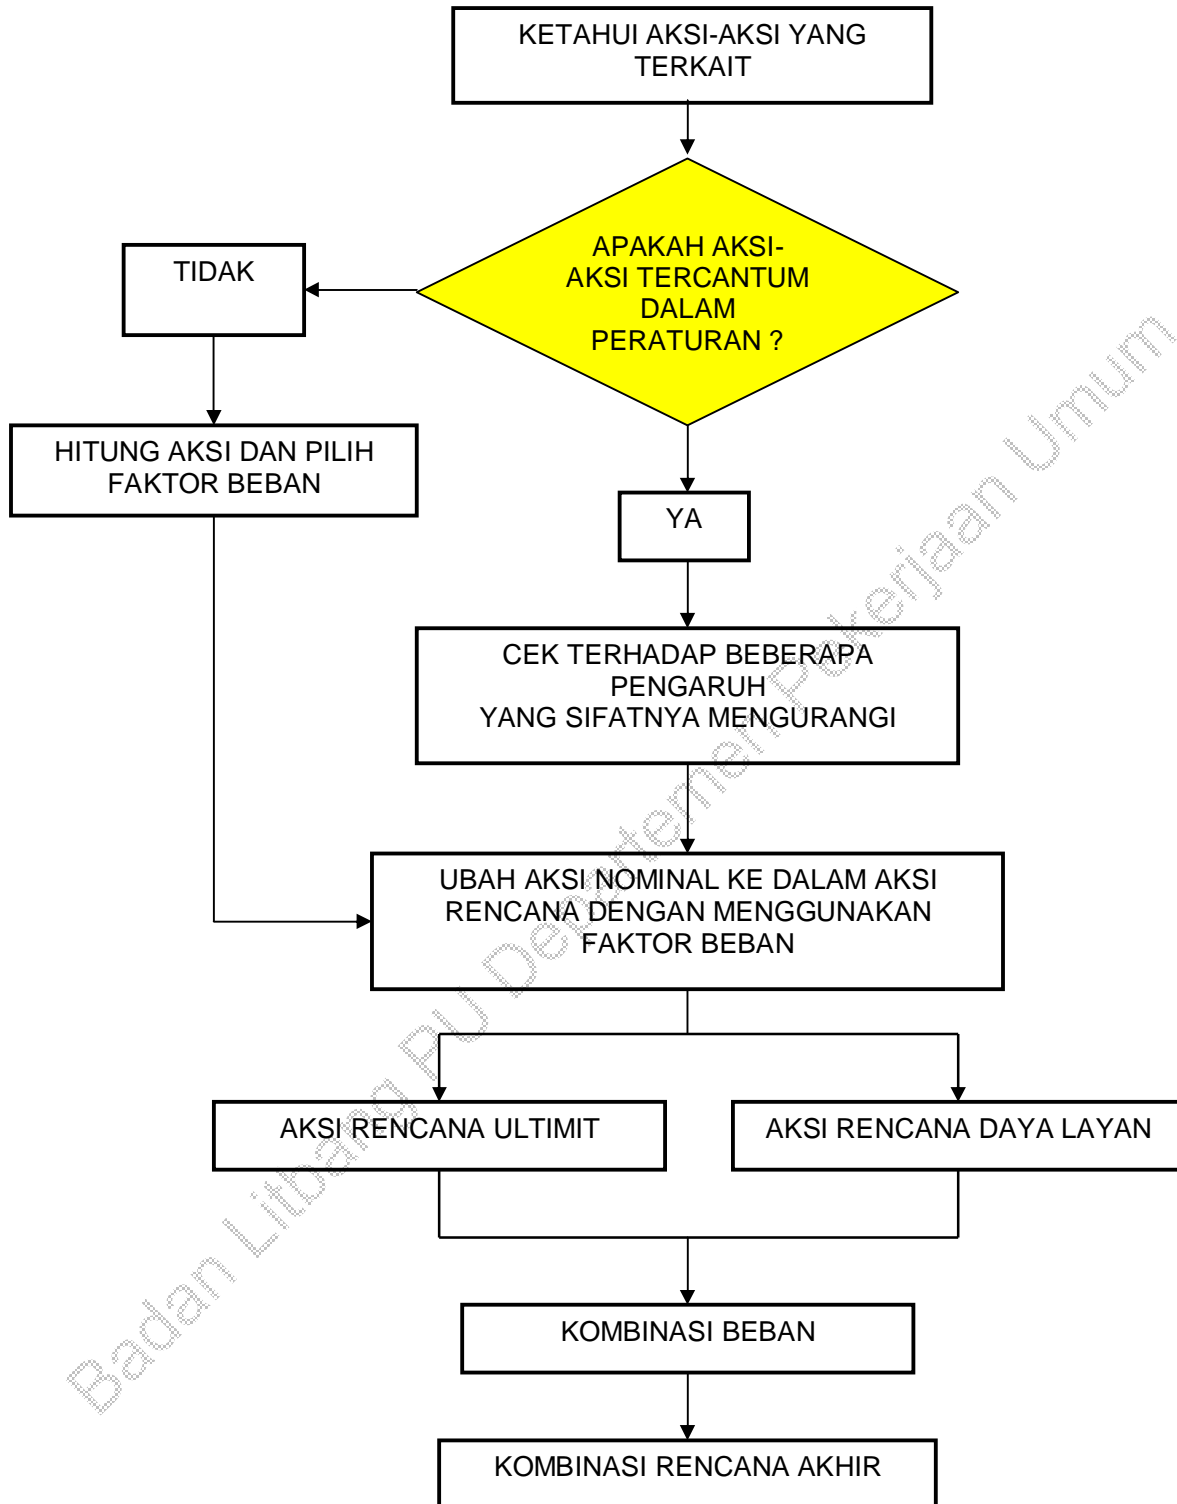 KETAHUI AKSI-AKSI YANG
TERKAIT
APAKAH AKSI-
AKSI TERCANTUM
DALAM
PERATURAN ?
TIDAK
HITUNG AKSI DAN PILIH
FAKTOR BEBAN
YA
CEK TERHADAP BEBERAPA
PENGARUH
YANG SIFATNYA MENGURANGI
UBAH AKSI NOMINAL KE DALAM AKSI
RENCANA DENGAN MENGGUNAKAN
FAKTOR BEBAN
AKSI RENCANA ULTIMIT
AKSI RENCANA DAYA LAYAN
KOMBINASI BEBAN
KOMBINASI RENCANA AKHIR
Badan Litbang PU Departemen Pekerjaan Umum